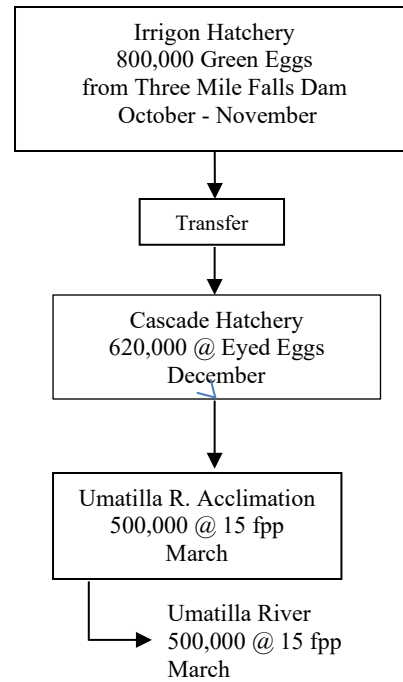 Irrigon Hatchery
800,000 Green Eggs
from Three Mile Falls Dam
October - November
Transfer
Cascade Hatchery
620,000 @ Eyed Eggs
December
Umatilla R. Acclimation
500,000 @ 15 fpp
March
Umatilla River
500,000 @ 15 fpp
March